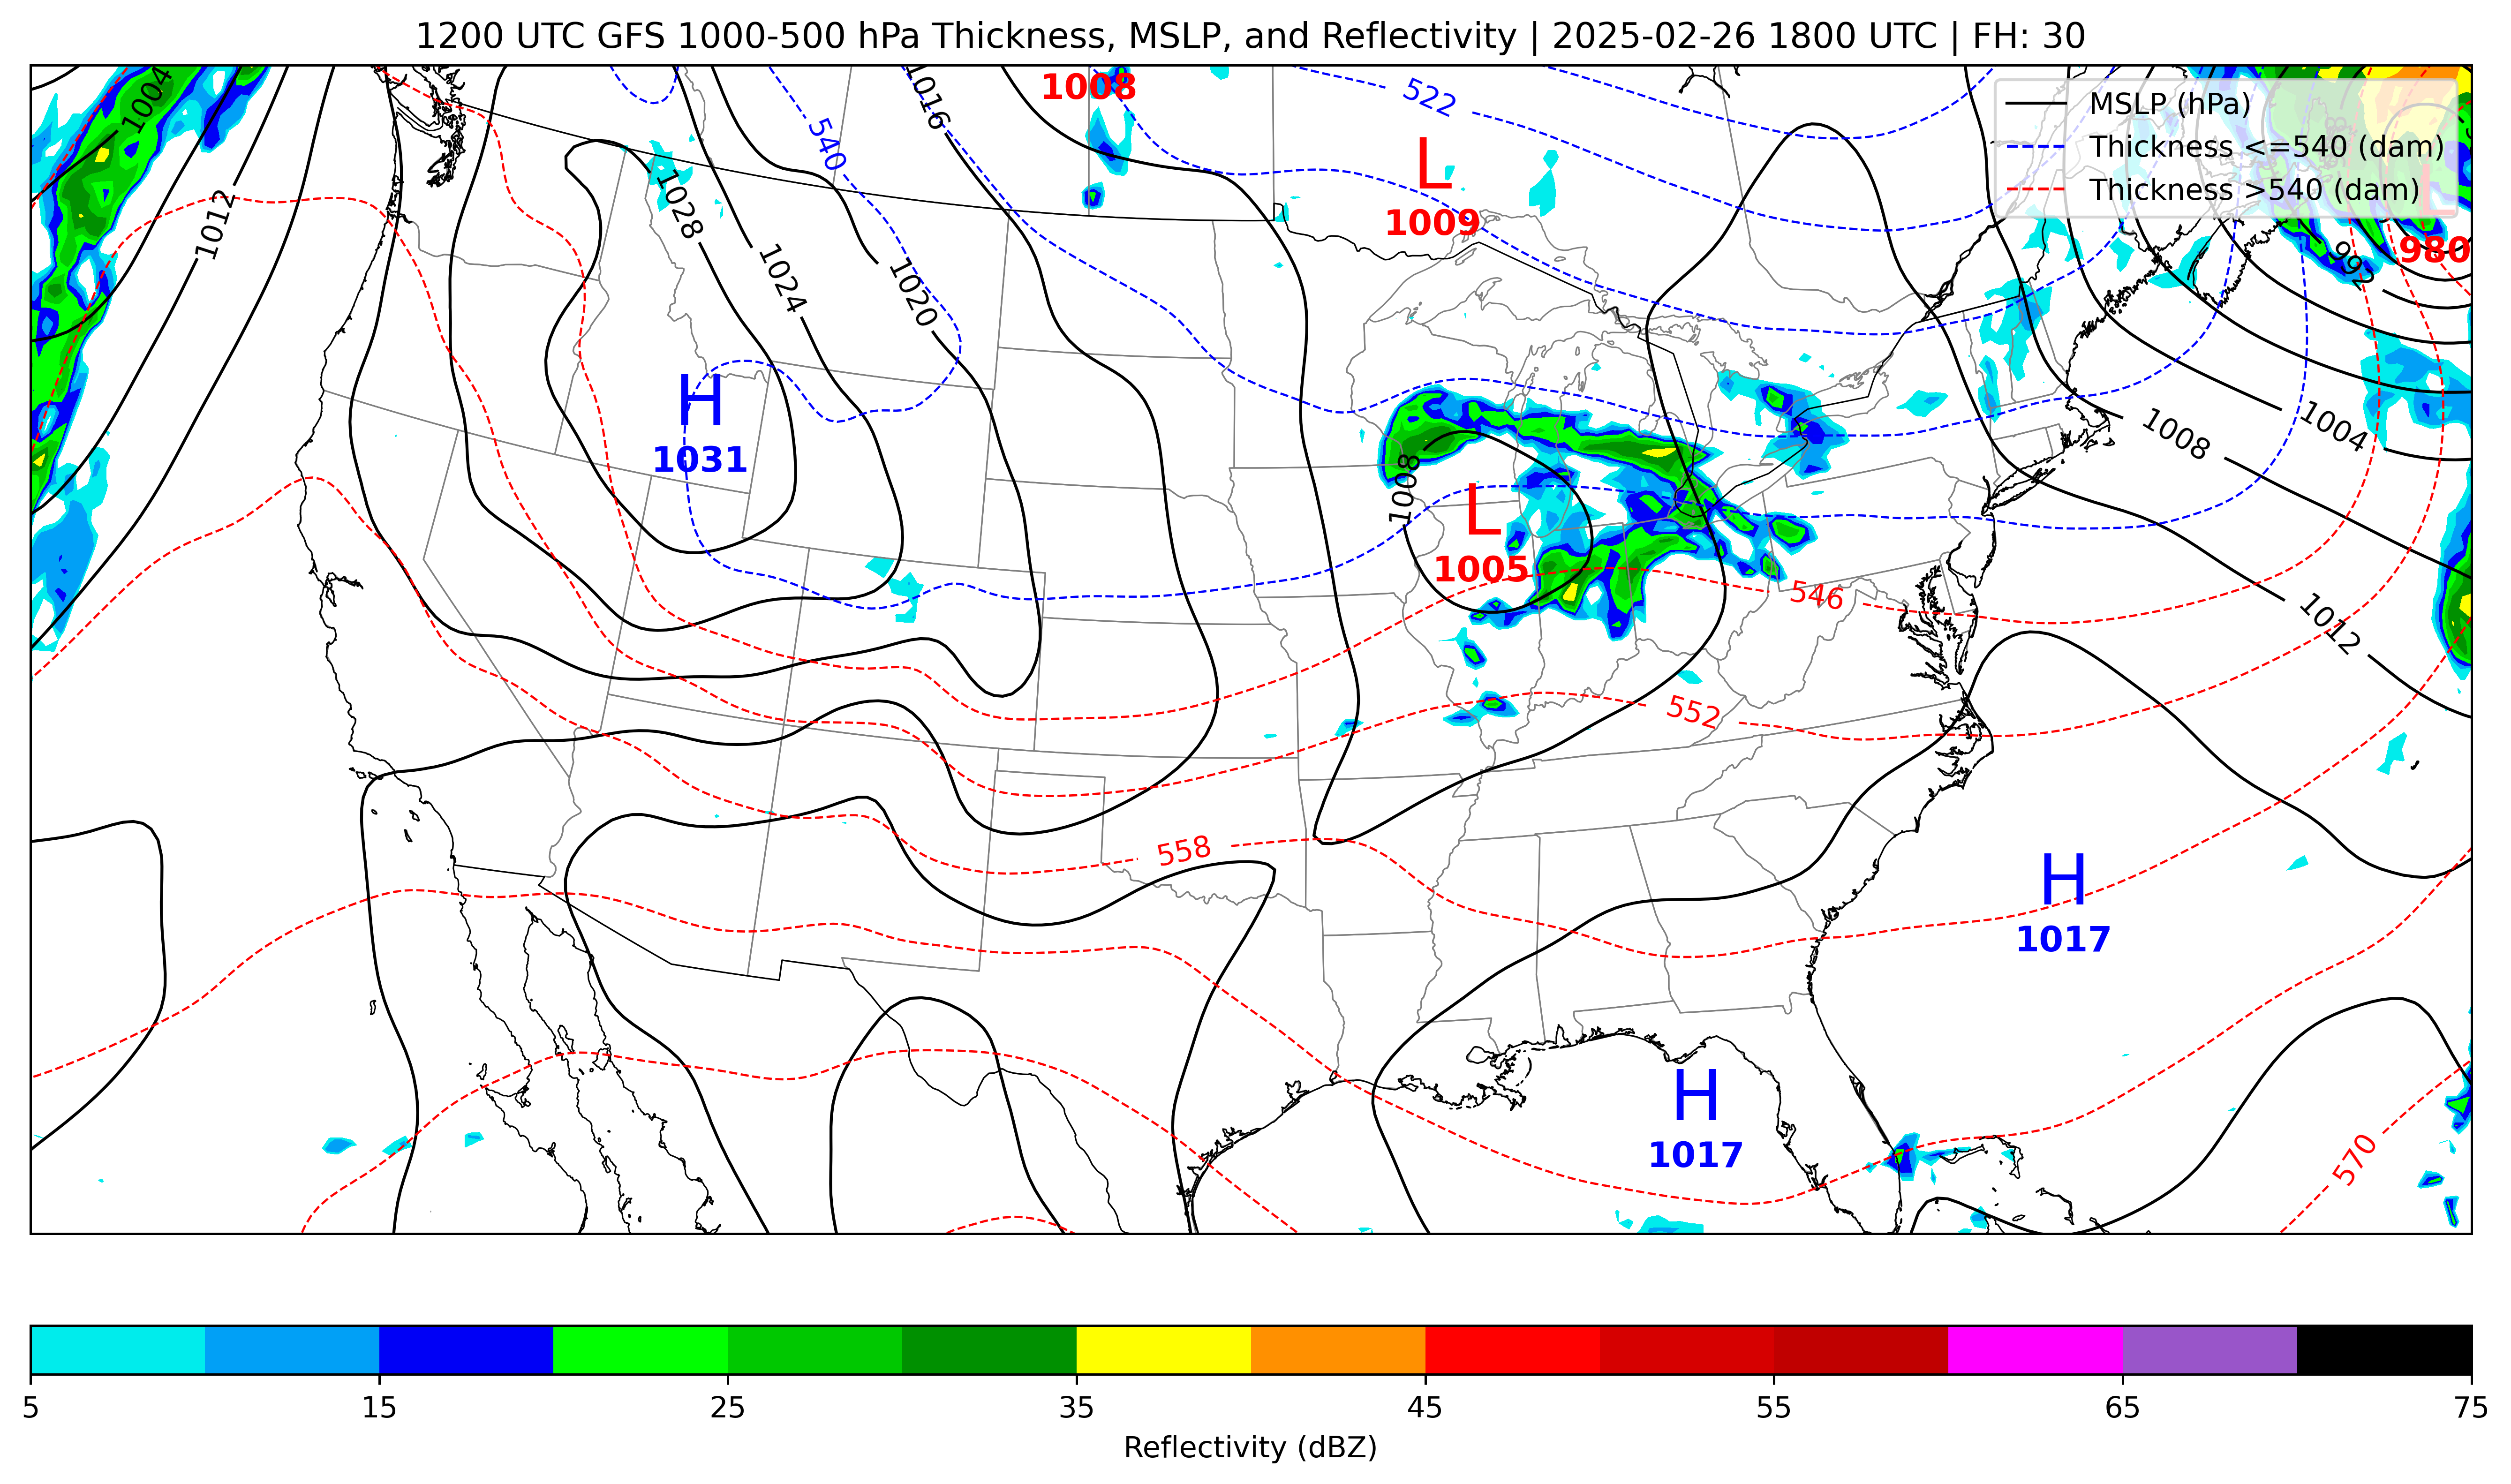 1200 UTC GFS 1000-500 hPa Thickness, MSLP, and Reflectivity | 2025-02-26 1800 UTC | FH: 30
MSLP (hPa)
Thickness <=540 (dam)
Thickness >540 (dam)
1004
1012
1028
1024
1020
1016
540
522
L
1009
1008
H
1031
L
1005
1008
546
552
558
980
992
1004
1008
1012
H
1017
H
1017
570
5 15 25 35 45 55 65 75
Reflectivity (dBZ)